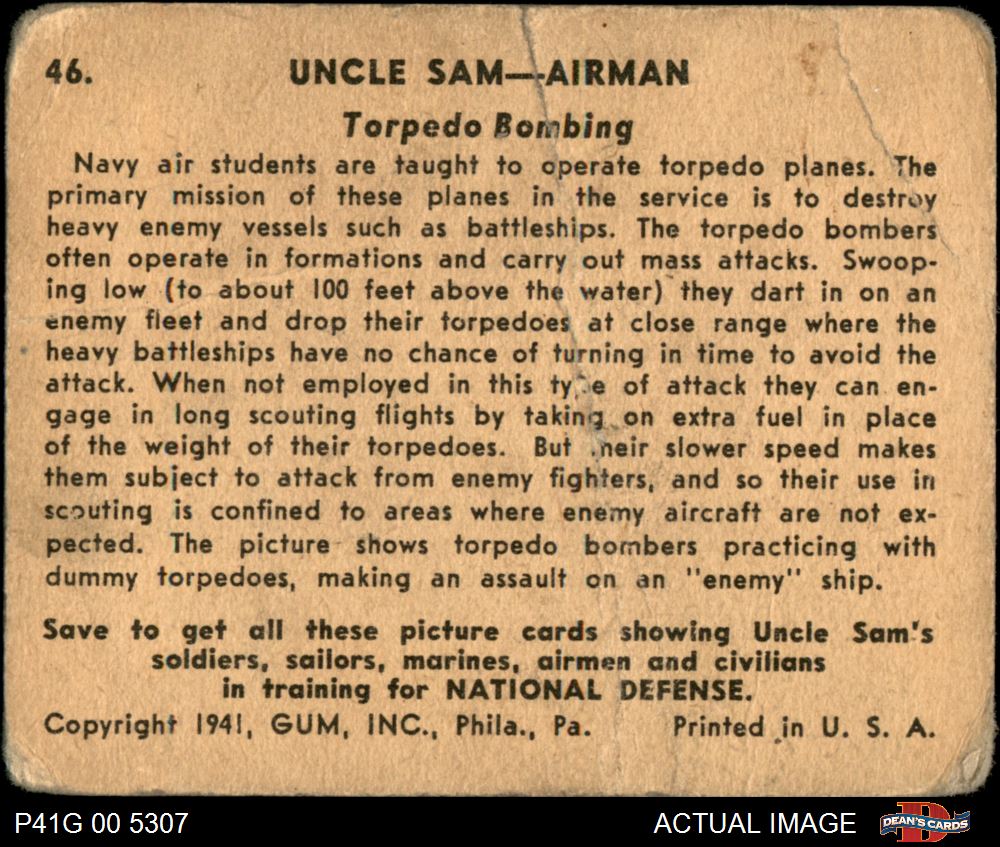 46. UNCLE SAM—AIRMAN
Torpedo Bombing
Navy air students are taught to operate torpedo planes. The
primary mission of these planes in the service is to destroy
heavy enemy vessels such as battleships. The torpedo bombers
often operate in formations and carry out mass attacks. Swoop-
ing low (to about 100 feet above the water) they dart in on an
enemy fleet and drop their torpedoes at close range where the
heavy battleships have no chance of turning in time to avoid the
attack. When not employed in this type of attack they can en-
gage in long scouting flights by taking on extra fuel in place
of the weight of their torpedoes. But their slower speed makes
them subject to attack from enemy fighters, and so their use in
scouting is confined to areas where enemy aircraft are not ex-
pected. The picture shows torpedo bombers practicing with
dummy torpedoes, making an assault on an "enemy" ship.
Save to get all these picture cards showing Uncle Sam's
soldiers, sailors, marines, airmen and civilians
in training for NATIONAL DEFENSE.
Copyright 1941, GUM, INC., Phila., Pa. Printed in U. S. A.
P41G 00 5307 ACTUAL IMAGE D DEAN'S CARDS